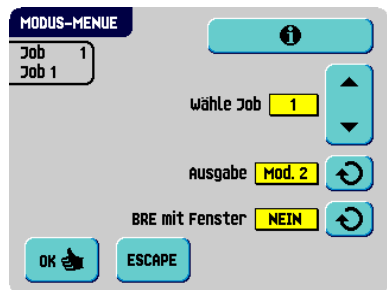 MODUS-MENUE
Job 1
Job 1
Wähle Job 1
Ausgabe Mod. 2
BRE mit Fenster NEIN
OK ESCAPE